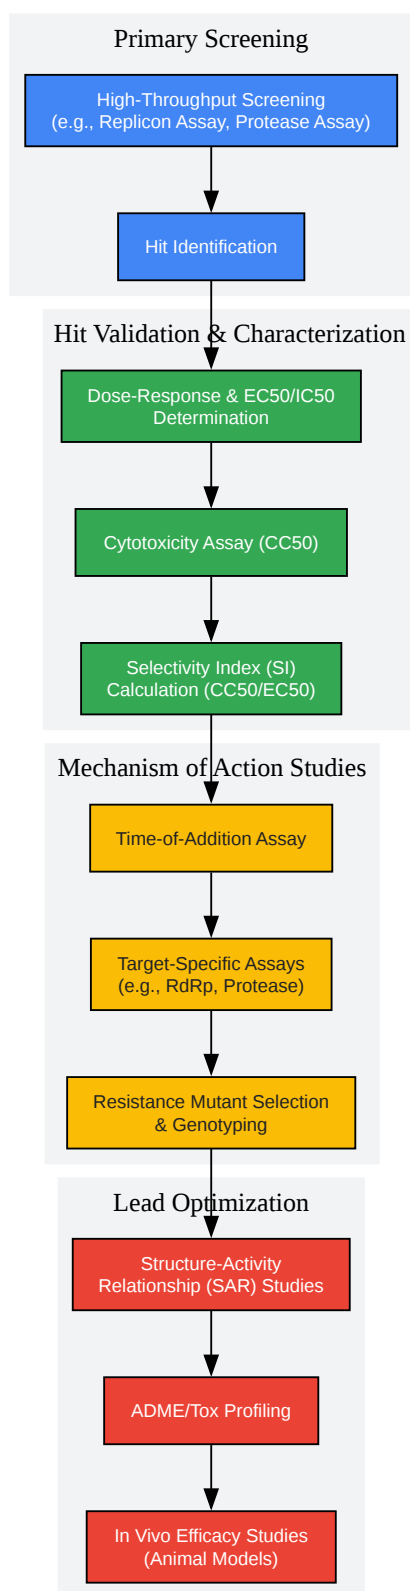 Primary Screening
High-Throughput Screening
(e.g., Replicon Assay, Protease Assay)
Hit Identification
Hit Validation & Characterization
Dose-Response & EC50/IC50
Determination
Cytotoxicity Assay (CC50)
Selectivity Index (SI)
Calculation (CC50/EC50)
Mechanism of Action Studies
Time-of-Addition Assay
Target-Specific Assays
(e.g., RdRp, Protease)
Resistance Mutant Selection
& Genotyping
Lead Optimization
Structure-Activity
Relationship (SAR) Studies
ADME/Tox Profiling
In Vivo Efficacy Studies
(Animal Models)